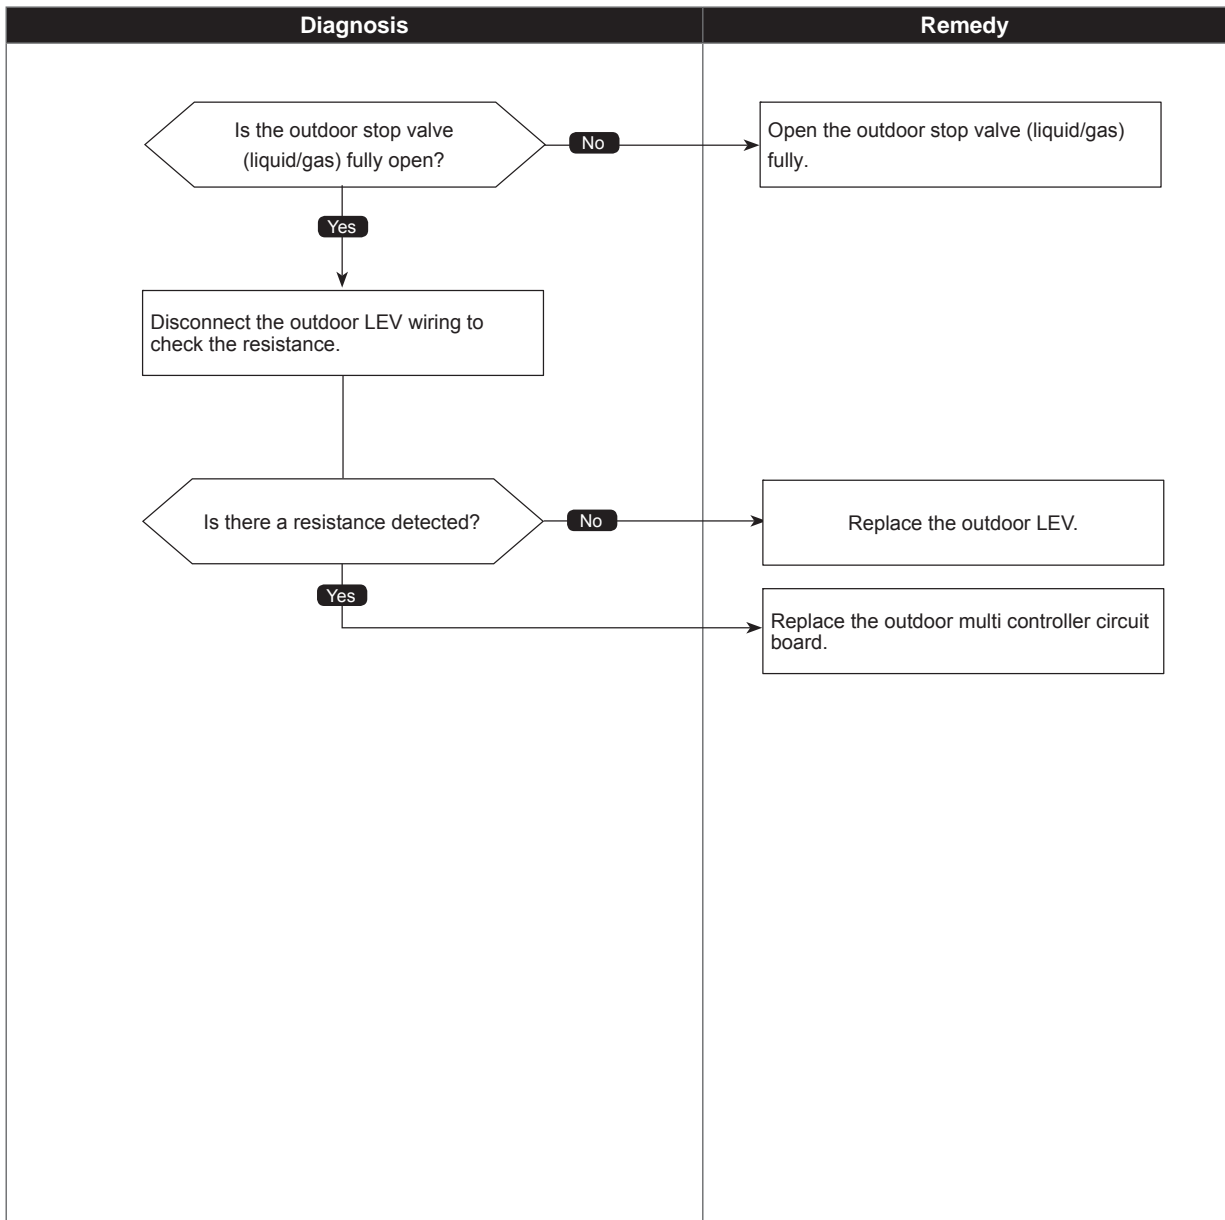 Diagnosis
Remedy
Is the outdoor stop valve
(liquid/gas) fully open?
No
Open the outdoor stop valve (liquid/gas)
fully.
Yes
Disconnect the outdoor LEV wiring to
check the resistance.
Is there a resistance detected?
No
Replace the outdoor LEV.
Yes
Replace the outdoor multi controller circuit
board.